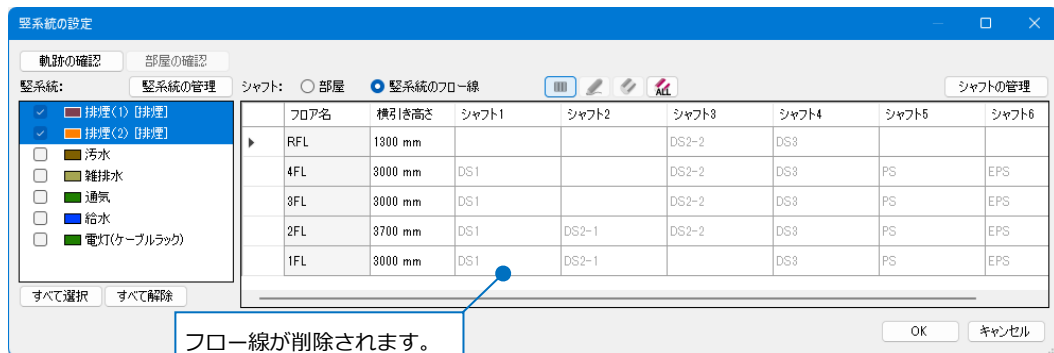 竪系統の設定
軌跡の確認 部屋の確認
竪系統: 竪系統の管理 シャフト: 部屋 竪系統のフロー線 ALL シャフトの管理
排煙(1) [排煙]
排煙(2) [排煙]
汚水
雑排水
通気
給水
電灯(ケーブルラック)
フロア名 横引き高さ シャフト1 シャフト2 シャフト3 シャフト4 シャフト5 シャフト6
RFL 1300 mm DS2-2 DS3
4FL 3000 mm DS1 DS2-2 DS3 PS EPS
3FL 3000 mm DS1 DS2-2 DS3 PS EPS
2FL 3700 mm DS1 DS2-1 DS2-2 DS3 PS EPS
1FL 3000 mm DS1 DS2-1 DS3 PS EPS
すべて選択 すべて解除
フロー線が削除されます。
OK キャンセル